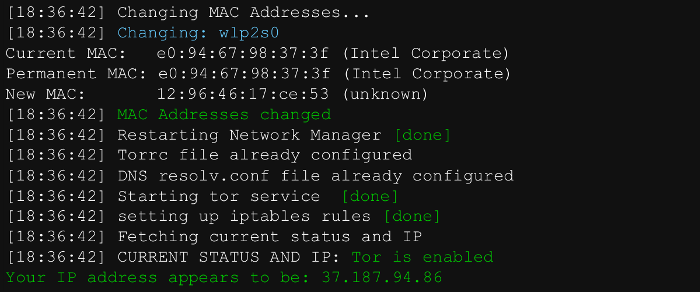 [18:36:42] Changing MAC Addresses...
[18:36:42] Changing: wlp2s0
Current MAC:   e0:94:67:98:37:3f (Intel Corporate)
Permanent MAC: e0:94:67:98:37:3f (Intel Corporate)
New MAC:       12:96:46:17:ce:53 (unknown)
[18:36:42] MAC Addresses changed
[18:36:42] Restarting Network Manager [done]
[18:36:42] Torrc file already configured
[18:36:42] DNS resolv.conf file already configured
[18:36:42] Starting tor service  [done]
[18:36:42] setting up iptables rules [done]
[18:36:42] Fetching current status and IP
[18:36:42] CURRENT STATUS AND IP: Tor is enabled
Your IP address appears to be: 37.187.94.86